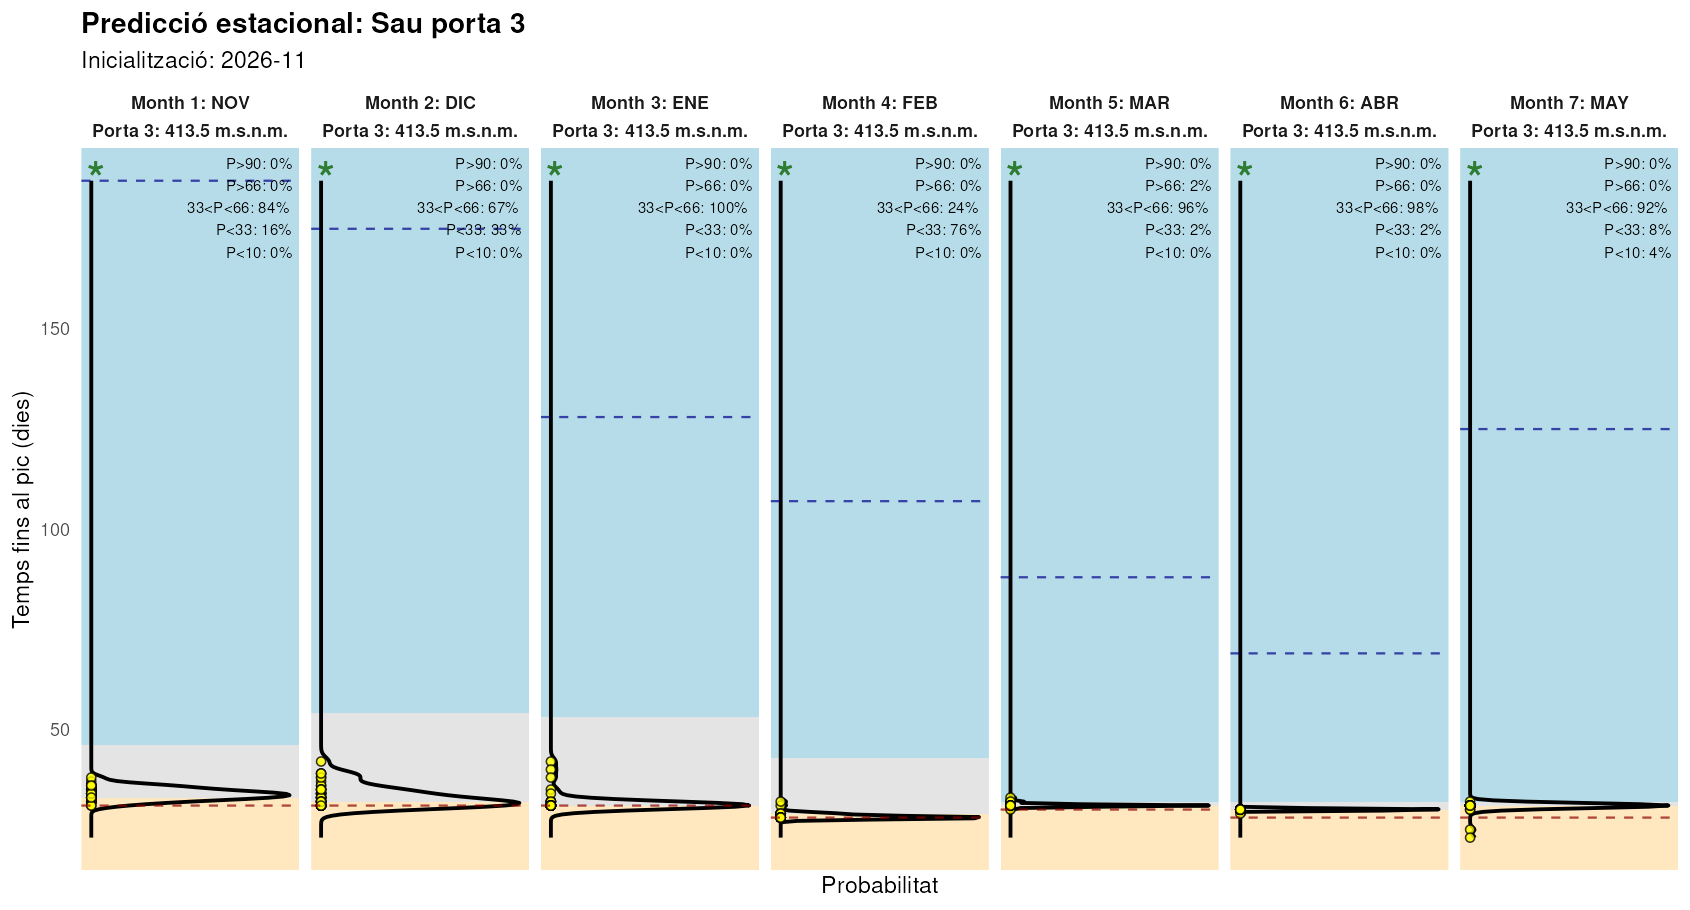 Predicció estacional: Sau porta 3
Inicialització: 2026-11
Month 1: NOV
Porta 3: 413.5 m.s.n.m.
P>90: 0%
P>66: 0%
33<P<66: 84%
P<33: 16%
P<10: 0%
Month 2: DIC
Porta 3: 413.5 m.s.n.m.
P>90: 0%
P>66: 0%
33<P<66: 67%
P<33: 33%
P<10: 0%
Month 3: ENE
Porta 3: 413.5 m.s.n.m.
P>90: 0%
P>66: 0%
33<P<66: 100%
P<33: 0%
P<10: 0%
Month 4: FEB
Porta 3: 413.5 m.s.n.m.
P>90: 0%
P>66: 0%
33<P<66: 24%
P<33: 76%
P<10: 0%
Month 5: MAR
Porta 3: 413.5 m.s.n.m.
P>90: 0%
P>66: 2%
33<P<66: 96%
P<33: 2%
P<10: 0%
Month 6: ABR
Porta 3: 413.5 m.s.n.m.
P>90: 0%
P>66: 0%
33<P<66: 98%
P<33: 2%
P<10: 0%
Month 7: MAY
Porta 3: 413.5 m.s.n.m.
P>90: 0%
P>66: 0%
33<P<66: 92%
P<33: 8%
P<10: 4%
150
100
50
Temps fins al pic (dies)
Probabilitat